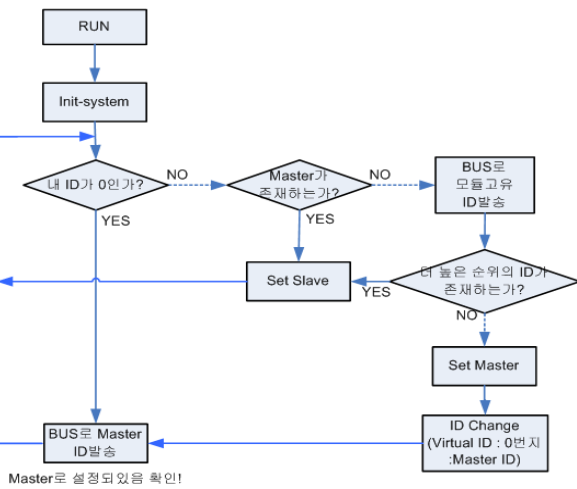 RUN
Init-system
내 ID가 0인가?
NO
YES
Master가
존재하는가?
NO
YES
BUS로
모듈고유
ID발송
Set Slave
더 높은 순위의 ID가
존재하는가?
YES
NO
Set Master
ID Change
(Virtual ID : 0번지
:Master ID)
BUS로 Master
ID발송
Master로 설정되있음 확인!